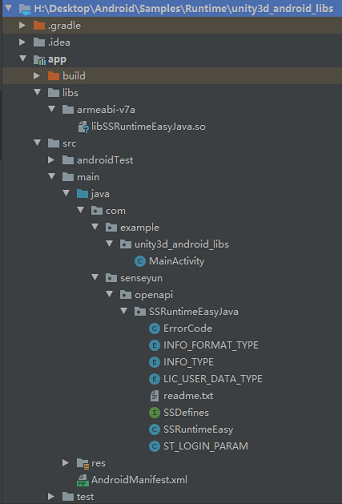 H:\Desktop\Android\Samples\Runtime\unity3d_android_libs
.gradle
.idea
app
build
libs
armeabi-v7a
libSSRuntimeEasyJava.so
src
androidTest
main
java
com
example
unity3d_android_libs
MainActivity
senseyun
openapi
SSRuntimeEasyJava
ErrorCode
INFO_FORMAT_TYPE
INFO_TYPE
LIC_USER_DATA_TYPE
readme.txt
SSDefines
SSRuntimeEasy
ST_LOGIN_PARAM
res
AndroidManifest.xml
test